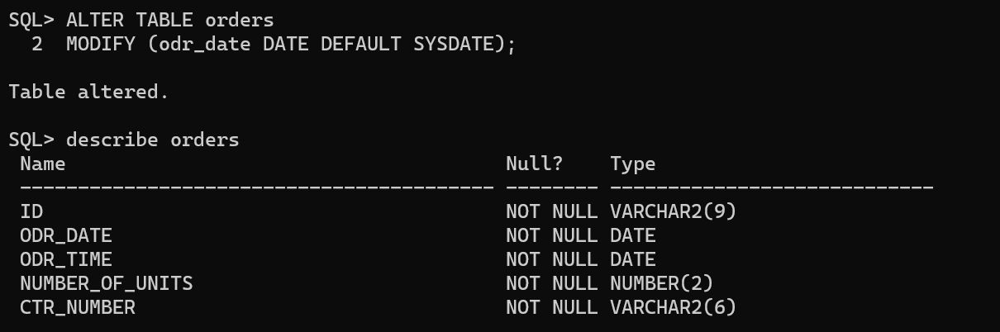 SQL> ALTER TABLE orders
  2  MODIFY (odr_date DATE DEFAULT SYSDATE);
Table altered.
SQL> describe orders
 Name                                      Null?    Type
 ----------------------------------------- -------- ----------------------------
 ID                                        NOT NULL VARCHAR2(9)
 ODR_DATE                                  NOT NULL DATE
 ODR_TIME                                  NOT NULL DATE
 NUMBER_OF_UNITS                           NOT NULL NUMBER(2)
 CTR_NUMBER                                NOT NULL VARCHAR2(6)